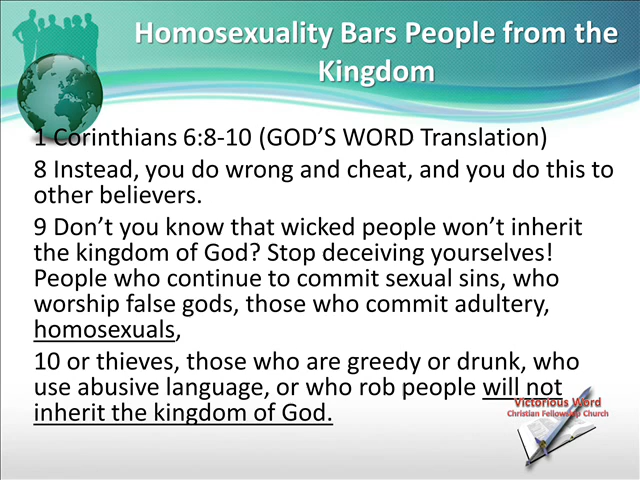 Homosexuality Bars People from the
Kingdom
1 Corinthians 6:8-10 (GOD’S WORD Translation)
8 Instead, you do wrong and cheat, and you do this to
other believers.
9 Don’t you know that wicked people won’t inherit
the kingdom of God? Stop deceiving yourselves!
People who continue to commit sexual sins, who
worship false gods, those who commit adultery,
homosexuals,
10 or thieves, those who are greedy or drunk, who
use abusive language, or who rob people will not
inherit the kingdom of God.
Victorious Word
Christian Fellowship Church